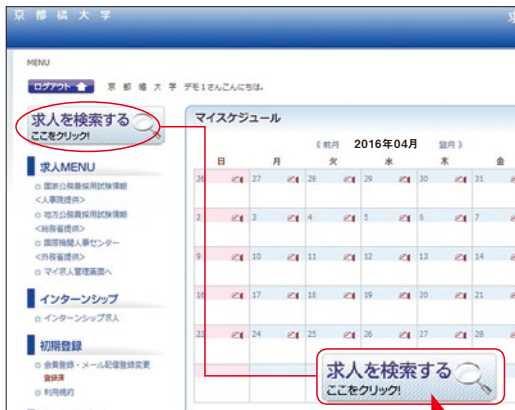 京都橘大学
求
MENU
ログアウト 京都橘大学 デモ1さんこんにちは。
求人を検索する
ここをクリック!
マイスケジュール
《前月 2016年04月 翌月》
日 月 火 水 木 金
26 27 28 29 30 31
2 3 4 5 6 7
9 10 11 12 13 14
16 17 18 19 20 21
23 24 25 26 27 28
求人MENU
国家公務員採用試験情報
<人事院提供>
地方公務員採用試験情報
<総務省提供>
国際機関人事センター
<外務省提供>
マイ求人管理画面へ
インターンシップ
インターンシップ求人
初期登録
会員登録・メール配信登録変更
登録済
利用規約
求人を検索する
ここをクリック!